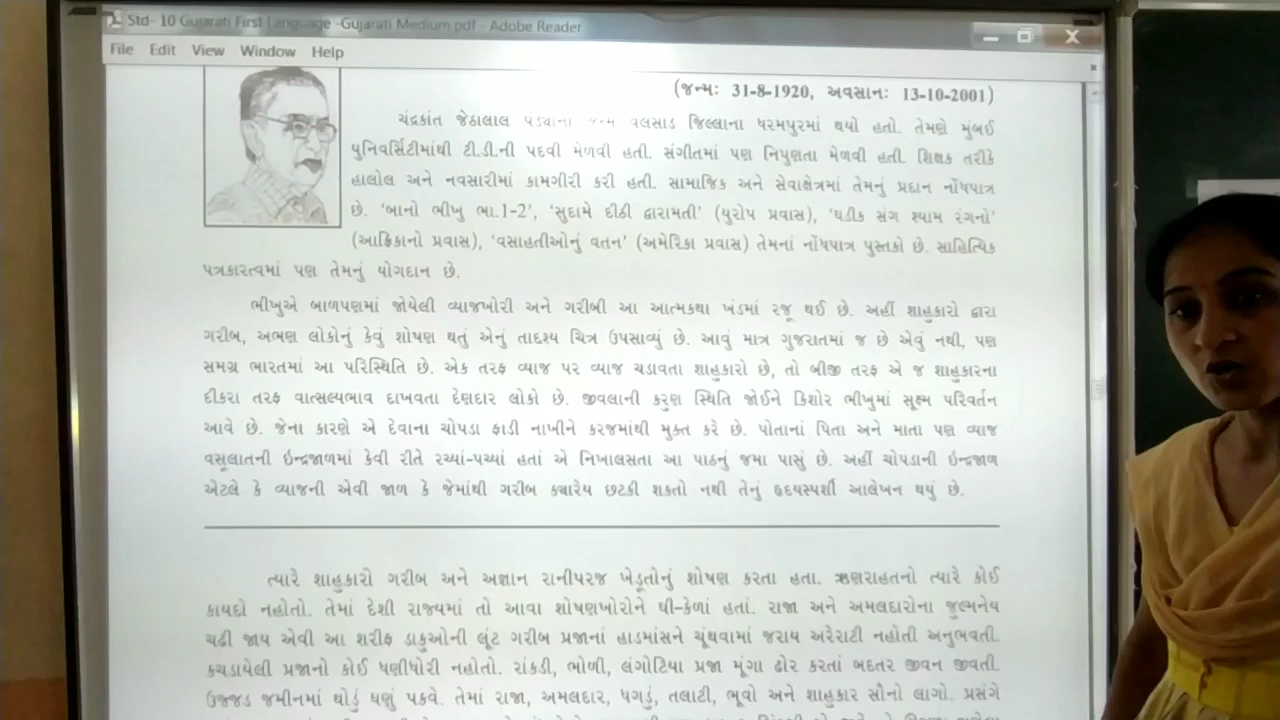 Std- 10 Gujarati First Language -Gujarati Medium.pdf - Adobe Reader
File Edit View Window Help
(જન્મઃ 31-8-1920, અવસાનઃ 13-10-2001)
ચંદ્રકાંત જેઠાલાલ પંડ્યાનો જન્મ વલસાડ જિલ્લાના ધરમપુરમાં થયો હતો. તેમણે મુંબઈ
યુનિવર્સિટીમાંથી ટી.ડી.ની પદવી મેળવી હતી. સંગીતમાં પણ નિપુણતા મેળવી હતી. શિક્ષક તરીકે
હાલોલ અને નવસારીમાં કામગીરી કરી હતી. સામાજિક અને સેવાક્ષેત્રમાં તેમનું પ્રદાન નોંધપાત્ર
છે. ‘બાનો ભીખુ ભા.1-2’, ‘સુદામે દીઠી દ્વારામતી’ (યુરોપ પ્રવાસ), ‘ઘડીક સંગ શ્યામ રંગનો’
(આફ્રિકાનો પ્રવાસ), ‘વસાહતીઓનું વતન’ (અમેરિકા પ્રવાસ) તેમનાં નોંધપાત્ર પુસ્તકો છે. સાહિત્યિક
પત્રકારત્વમાં પણ તેમનું યોગદાન છે.
ભીખુએ બાળપણમાં જોયેલી વ્યાજખોરી અને ગરીબી આ આત્મકથા ખંડમાં રજૂ થઈ છે. અહીં શાહુકારો દ્વારા
ગરીબ, અભણ લોકોનું કેવું શોષણ થતું એનું તાદશ્ય ચિત્ર ઉપસાવ્યું છે. આવું માત્ર ગુજરાતમાં જ છે એવું નથી, પણ
સમગ્ર ભારતમાં આ પરિસ્થિતિ છે. એક તરફ વ્યાજ પર વ્યાજ ચડાવતા શાહુકારો છે, તો બીજી તરફ એ જ શાહુકારના
દીકરા તરફ વાત્સલ્યભાવ દાખવતા દેણદાર લોકો છે. જીવલાની કરુણ સ્થિતિ જોઈને કિશોર ભીખુમાં સૂક્ષ્મ પરિવર્તન
આવે છે. જેના કારણે એ દેવાના ચોપડા ફાડી નાખીને કરજમાંથી મુક્ત કરે છે. પોતાનાં પિતા અને માતા પણ વ્યાજ
વસૂલાતની ઇન્દ્રજાળમાં કેવી રીતે રચ્યાં-પચ્યાં હતાં એ નિખાલસતા આ પાઠનું જમા પાસું છે. અહીં ચોપડાની ઇન્દ્રજાળ
એટલે કે વ્યાજની એવી જાળ કે જેમાંથી ગરીબ ક્યારેય છટકી શકતો નથી તેનું હૃદયસ્પર્શી આલેખન થયું છે.
ત્યારે શાહુકારો ગરીબ અને અજ્ઞાન રાનીપરજ ખેડૂતોનું શોષણ કરતા હતા. ઋણરાહતનો ત્યારે કોઈ
કાયદો નહોતો. તેમાં દેશી રાજ્યમાં તો આવા શોષણખોરોને ઘી-કેળાં હતાં. રાજા અને અમલદારોના જુલ્મનેય
ચઢી જાય એવી આ શરીફ ડાકુઓની લૂંટ ગરીબ પ્રજાનાં હાડમાંસને ચૂંથવામાં જરાય અરેરાટી નહોતી અનુભવતી.
કચડાયેલી પ્રજાનો કોઈ ધણીધોરી નહોતો. રાંકડી, ભોળી, લંગોટિયા પ્રજા મૂંગા ઢોર કરતાં બદતર જીવન જીવતી.
ઉજ્જડ જમીનમાં થોડું ઘણું પકવે. તેમાં રાજા, અમલદાર, ધગડું, તલાટી, ભૂવો અને શાહુકાર સૌનો લાગો. પ્રસંગે